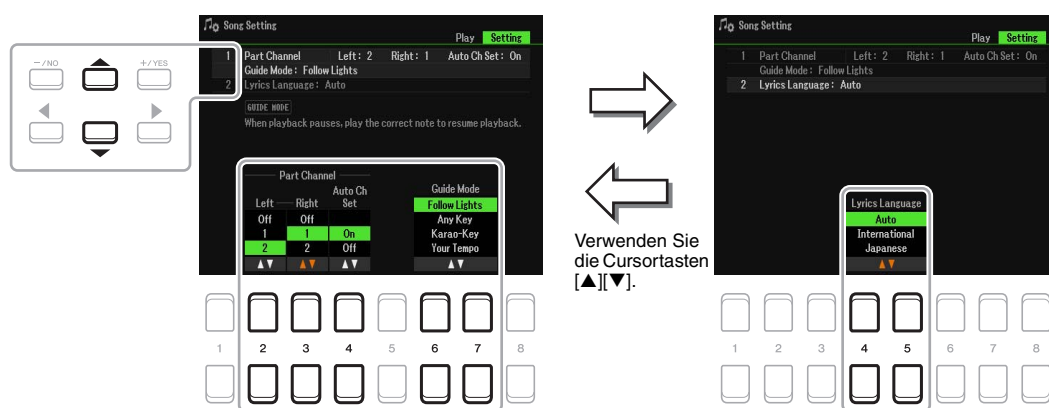 Song Setting
Play Setting
1 Part Channel Left: 2 Right: 1 Auto Ch Set: On
Guide Mode: Follow Lights
2 Lyrics Language: Auto
GUIDE MODE
When playback pauses, play the correct note to resume playback.
−/NO +/YES
Part Channel
Left Right Auto Ch Set
Off Off
1 1 On
2 2 Off
▲▼ ▲▼ ▲▼
Guide Mode
Follow Lights
Any Key
Karao-Key
Your Tempo
▲▼
1 2 3 4 5 6 7 8
Verwenden Sie
die Cursortasten
[▲][▼].
Song Setting
Play Setting
1 Part Channel Left: 2 Right: 1 Auto Ch Set: On
Guide Mode: Follow Lights
2 Lyrics Language: Auto
Lyrics Language
Auto
International
Japanese
▲▼
1 2 3 4 5 6 7 8